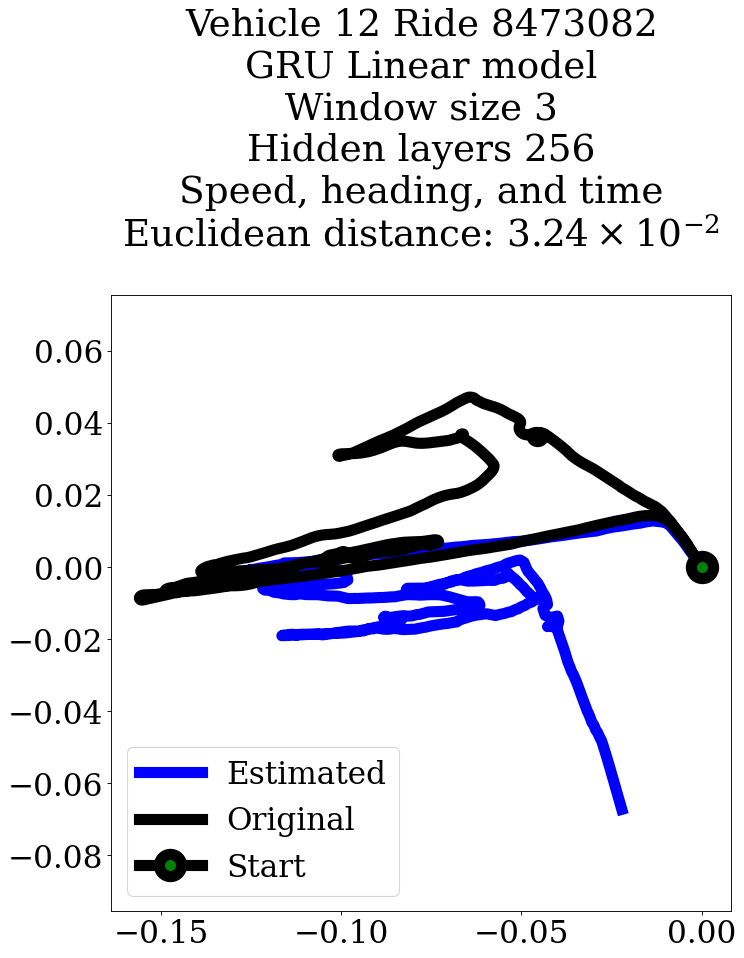 Vehicle 12 Ride 8473082
GRU Linear model
Window size 3
Hidden layers 256
Speed, heading, and time
Euclidean distance: 3.24 × 10⁻²
0.06
0.04
0.02
0.00
−0.02
−0.04
−0.06
−0.08
Estimated
Original
Start
−0.15 −0.10 −0.05 0.00